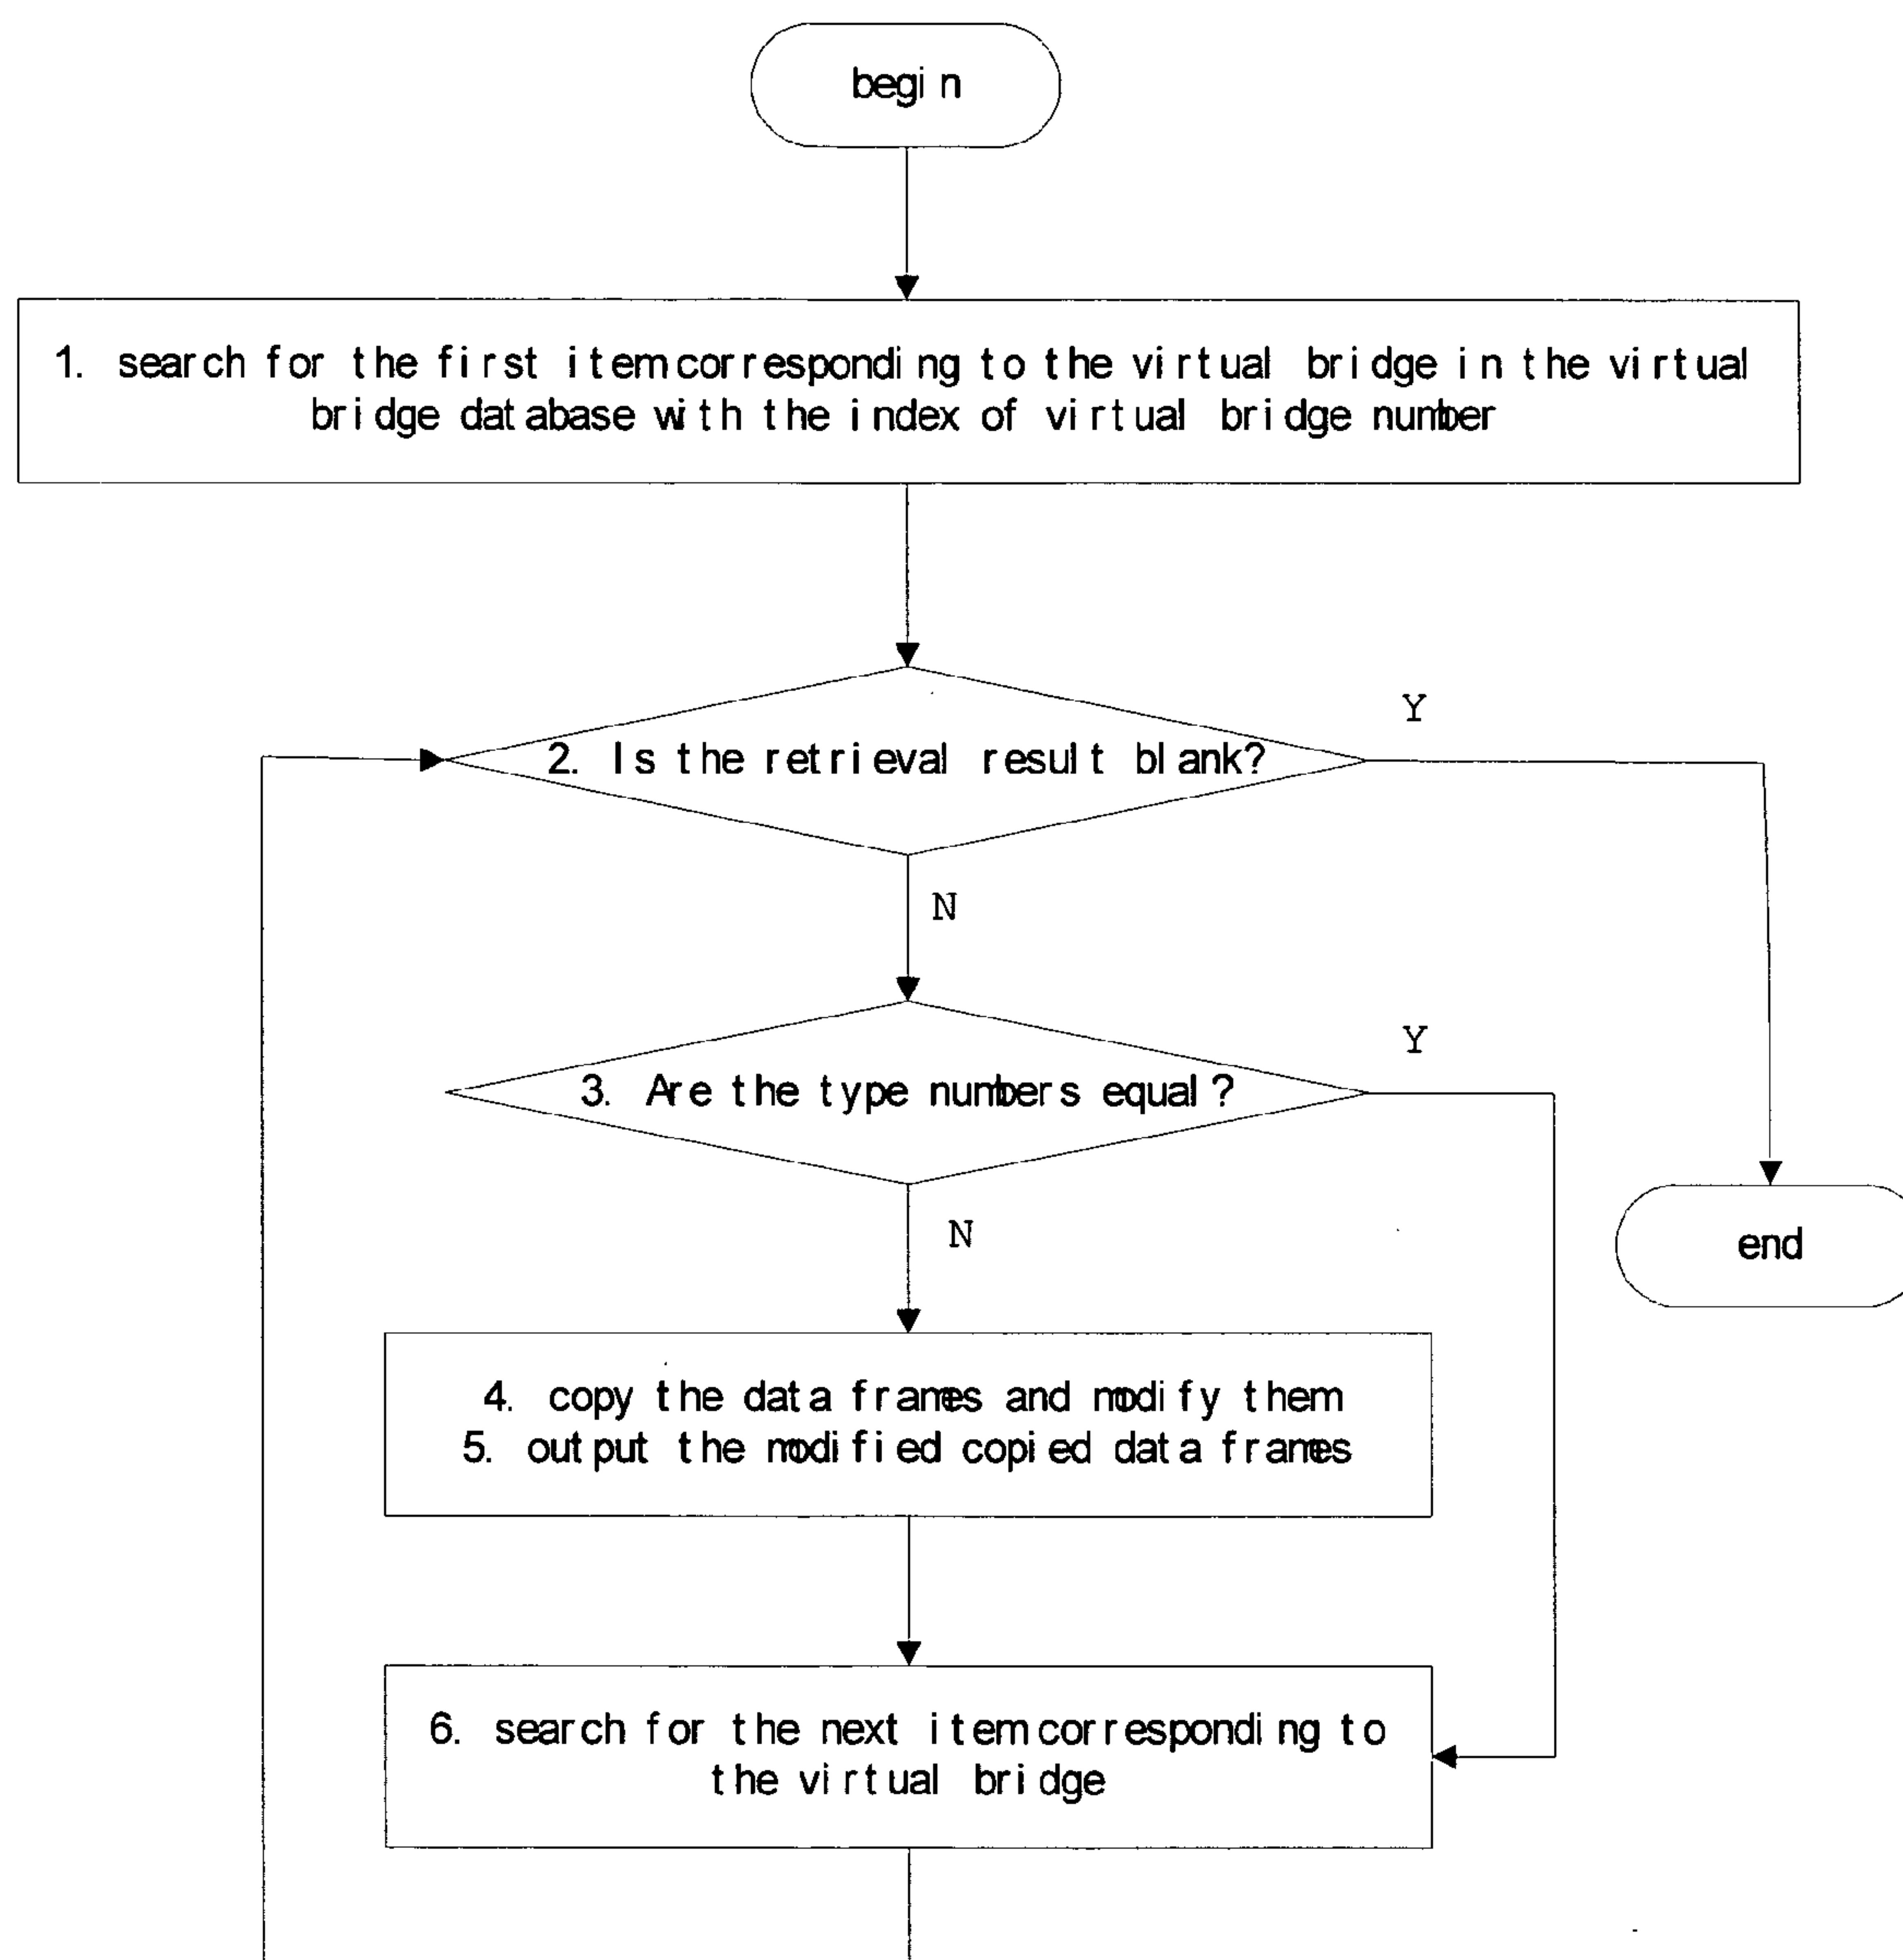 begin
1. search for the first item corresponding to the virtual bridge in the virtual
bridge database with the index of virtual bridge number
Y
2. Is the retrieval result blank?
N
Y
3. Are the type numbers equal?
N
end
4. copy the data frames and modify them
5. output the modified copied data frames
6. search for the next item corresponding to
the virtual bridge